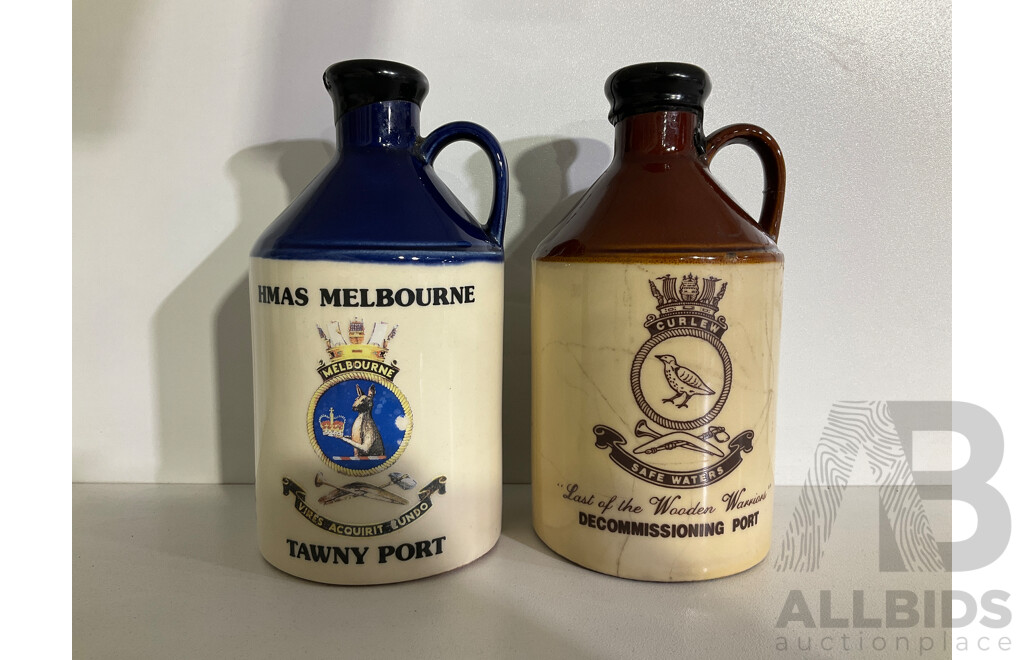 HMAS MELBOURNE
MELBOURNE
VIRES ACQUIRIT EUNDO
TAWNY PORT
CURLEW
SAFE WATERS
"Last of the Wooden Warriors"
DECOMMISSIONING PORT
AB
ALLBIDS
auctionplace